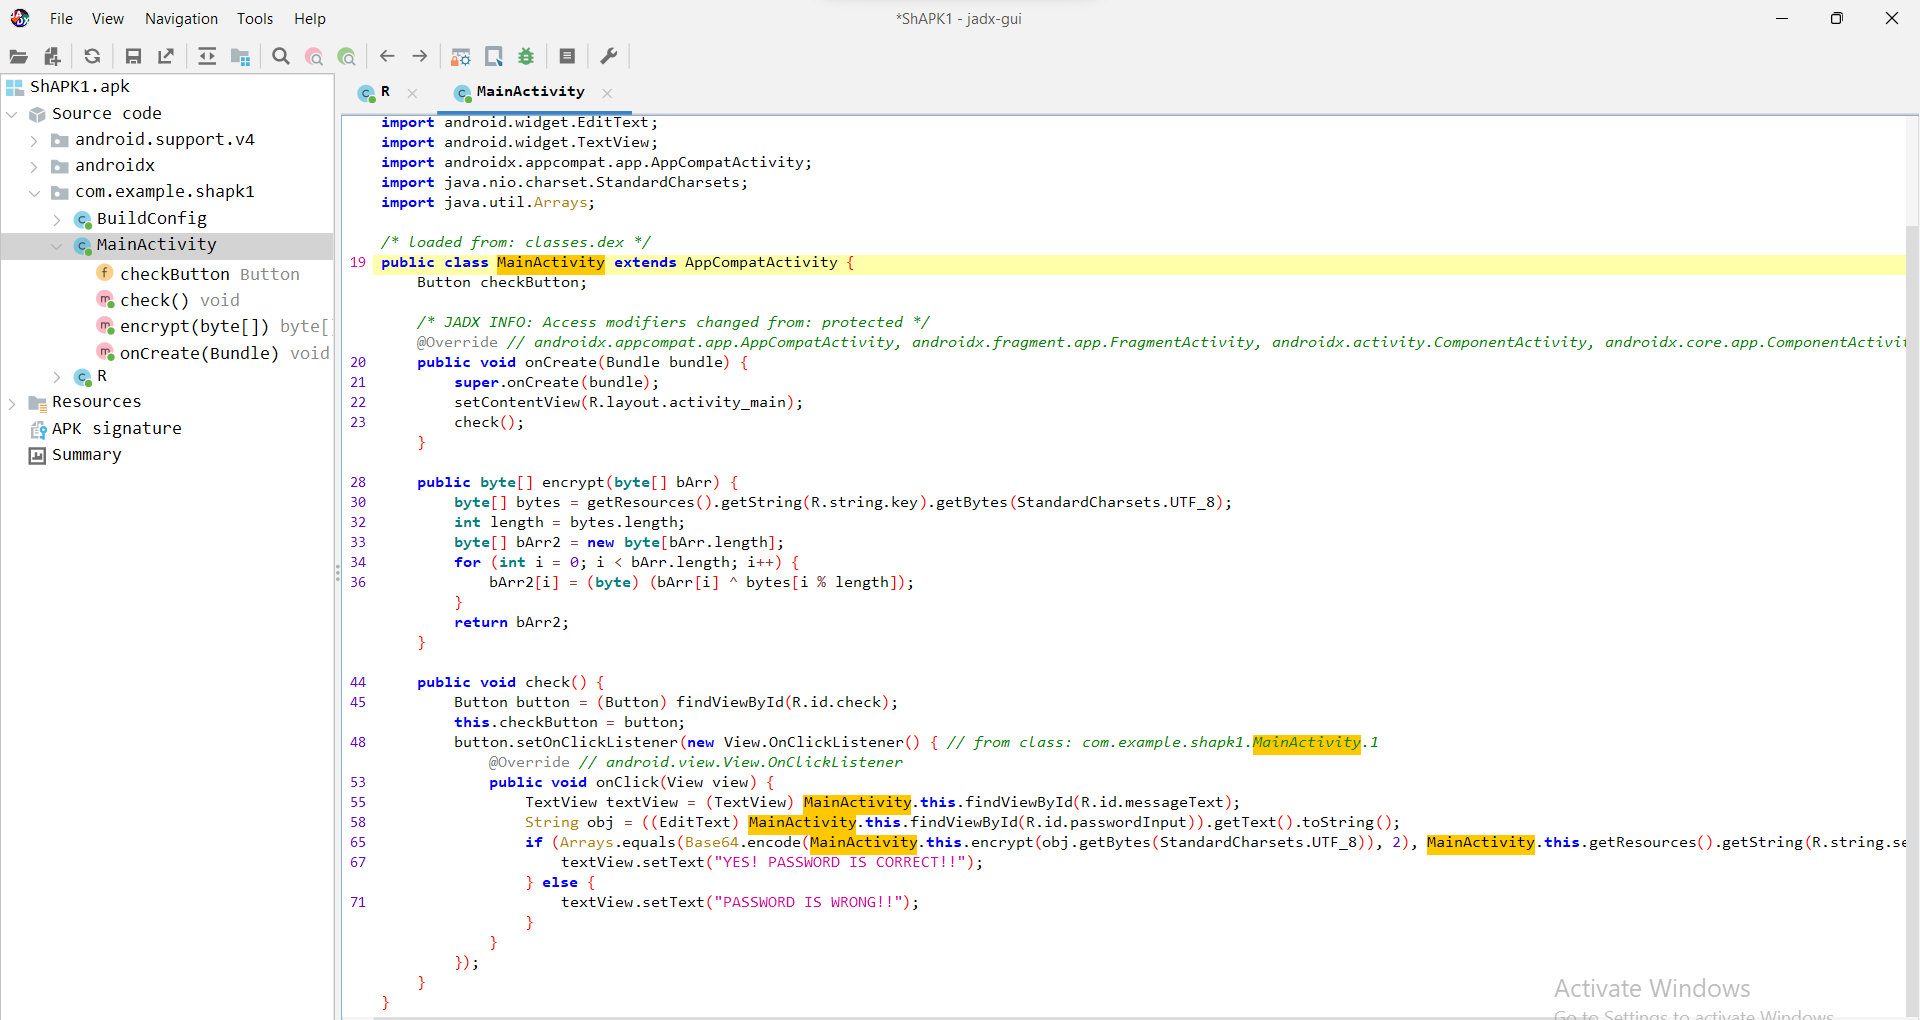 File View Navigation Tools Help *ShAPK1 - jadx-gui
ShAPK1.apk
Source code
android.support.v4
androidx
com.example.shapk1
BuildConfig
MainActivity
checkButton Button
check() void
encrypt(byte[]) byte[
onCreate(Bundle) void
R
Resources
APK signature
Summary
R MainActivity
import android.widget.EditText;
import android.widget.TextView;
import androidx.appcompat.app.AppCompatActivity;
import java.nio.charset.StandardCharsets;
import java.util.Arrays;
/* loaded from: classes.dex */
19 public class MainActivity extends AppCompatActivity {
Button checkButton;
/* JADX INFO: Access modifiers changed from: protected */
@Override // androidx.appcompat.app.AppCompatActivity, androidx.fragment.app.FragmentActivity, androidx.activity.ComponentActivity, androidx.core.app.ComponentActivit
20 public void onCreate(Bundle bundle) {
21 super.onCreate(bundle);
22 setContentView(R.layout.activity_main);
23 check();
}
28 public byte[] encrypt(byte[] bArr) {
30 byte[] bytes = getResources().getString(R.string.key).getBytes(StandardCharsets.UTF_8);
32 int length = bytes.length;
33 byte[] bArr2 = new byte[bArr.length];
34 for (int i = 0; i < bArr.length; i++) {
36 bArr2[i] = (byte) (bArr[i] ^ bytes[i % length]);
}
return bArr2;
}
44 public void check() {
45 Button button = (Button) findViewById(R.id.check);
this.checkButton = button;
48 button.setOnClickListener(new View.OnClickListener() { // from class: com.example.shapk1.MainActivity.1
@Override // android.view.View.OnClickListener
53 public void onClick(View view) {
55 TextView textView = (TextView) MainActivity.this.findViewById(R.id.messageText);
58 String obj = ((EditText) MainActivity.this.findViewById(R.id.passwordInput)).getText().toString();
65 if (Arrays.equals(Base64.encode(MainActivity.this.encrypt(obj.getBytes(StandardCharsets.UTF_8)), 2), MainActivity.this.getResources().getString(R.string.se
67 textView.setText("YES! PASSWORD IS CORRECT!!");
} else {
71 textView.setText("PASSWORD IS WRONG!!");
}
}
});
}
}
Activate Windows
Go to Settings to activate Windows.